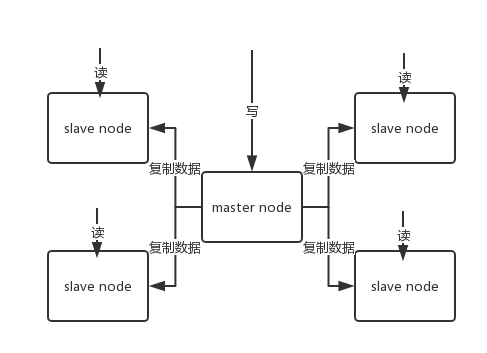 读
写
读
slave node
slave node
复制数据
复制数据
master node
读
读
复制数据
复制数据
slave node
slave node